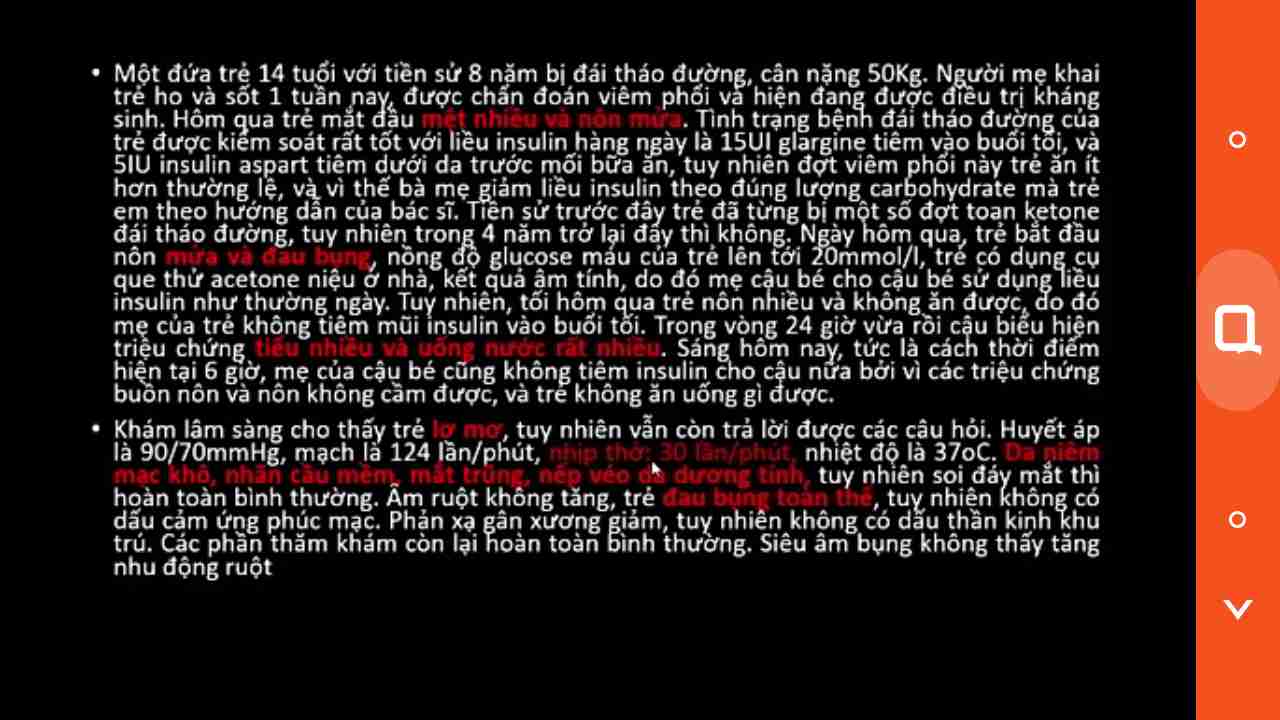 • Một đứa trẻ 14 tuổi với tiền sử 8 năm bị đái tháo đường, cân nặng 50Kg. Người mẹ khai
trẻ ho và sốt 1 tuần nay, được chẩn đoán viêm phổi và hiện đang được điều trị kháng
sinh. Hôm qua trẻ mắt đầu mệt nhiều và nôn mửa. Tình trạng bệnh đái tháo đường của
trẻ được kiểm soát rất tốt với liều insulin hàng ngày là 15UI glargine tiêm vào buổi tối, và
5IU insulin aspart tiêm dưới da trước mỗi bữa ăn, tuy nhiên đợt viêm phổi này trẻ ăn ít
hơn thường lệ, và vì thế bà mẹ giảm liều insulin theo đúng lượng carbohydrate mà trẻ
em theo hướng dẫn của bác sĩ. Tiền sử trước đây trẻ đã từng bị một số đợt toan ketone
đái tháo đường, tuy nhiên trong 4 năm trở lại đây thì không. Ngày hôm qua, trẻ bắt đầu
nôn mửa và đau bụng, nồng độ glucose máu của trẻ lên tới 20mmol/l, trẻ có dụng cụ
que thử acetone niệu ở nhà, kết quả âm tính, do đó mẹ cậu bé cho cậu bé sử dụng liều
insulin như thường ngày. Tuy nhiên, tối hôm qua trẻ nôn nhiều và không ăn được, do đó
mẹ của trẻ không tiêm mũi insulin vào buổi tối. Trong vòng 24 giờ vừa rồi cậu biểu hiện
triệu chứng tiểu nhiều và uống nước rất nhiều. Sáng hôm nay, tức là cách thời điểm
hiện tại 6 giờ, mẹ của cậu bé cũng không tiêm insulin cho cậu nữa bởi vì các triệu chứng
buồn nôn và nôn không cầm được, và trẻ không ăn uống gì được.
• Khám lâm sàng cho thấy trẻ lơ mơ, tuy nhiên vẫn còn trả lời được các câu hỏi. Huyết áp
là 90/70mmHg, mạch là 124 lần/phút, nhịp thở: 30 lần/phút, nhiệt độ là 37oC. Da niêm
mạc khô, nhãn cầu mềm, mắt trũng, nếp véo da dương tính, tuy nhiên soi đáy mắt thì
hoàn toàn bình thường. Âm ruột không tăng, trẻ đau bụng toàn thể, tuy nhiên không có
dấu cảm ứng phúc mạc. Phản xạ gân xương giảm, tuy nhiên không có dấu thần kinh khu
trú. Các phần thăm khám còn lại hoàn toàn bình thường. Siêu âm bụng không thấy tăng
nhu động ruột